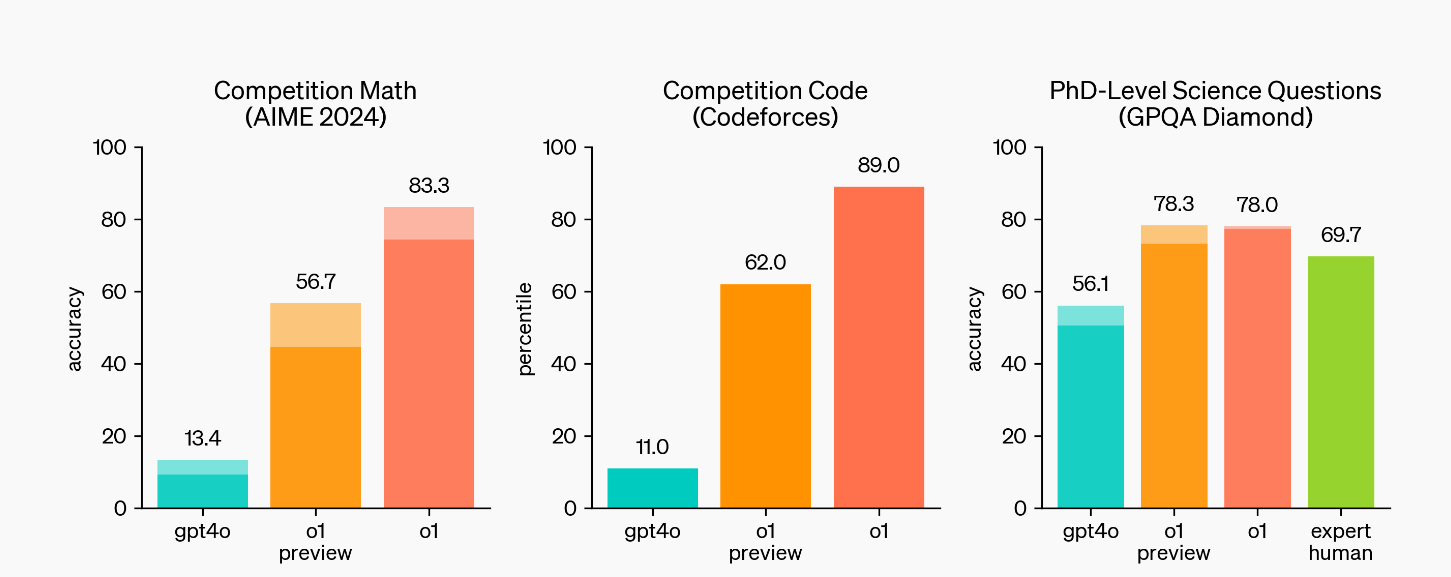 Competition Math
(AIME 2024)
100
80
60
40
20
0
accuracy
13.4
56.7
83.3
gpt4o
o1
preview
o1
Competition Code
(Codeforces)
100
80
60
40
20
0
percentile
11.0
62.0
89.0
gpt4o
o1
preview
o1
PhD-Level Science Questions
(GPQA Diamond)
100
80
60
40
20
0
accuracy
56.1
78.3
78.0
69.7
gpt4o
o1
preview
o1
expert
human